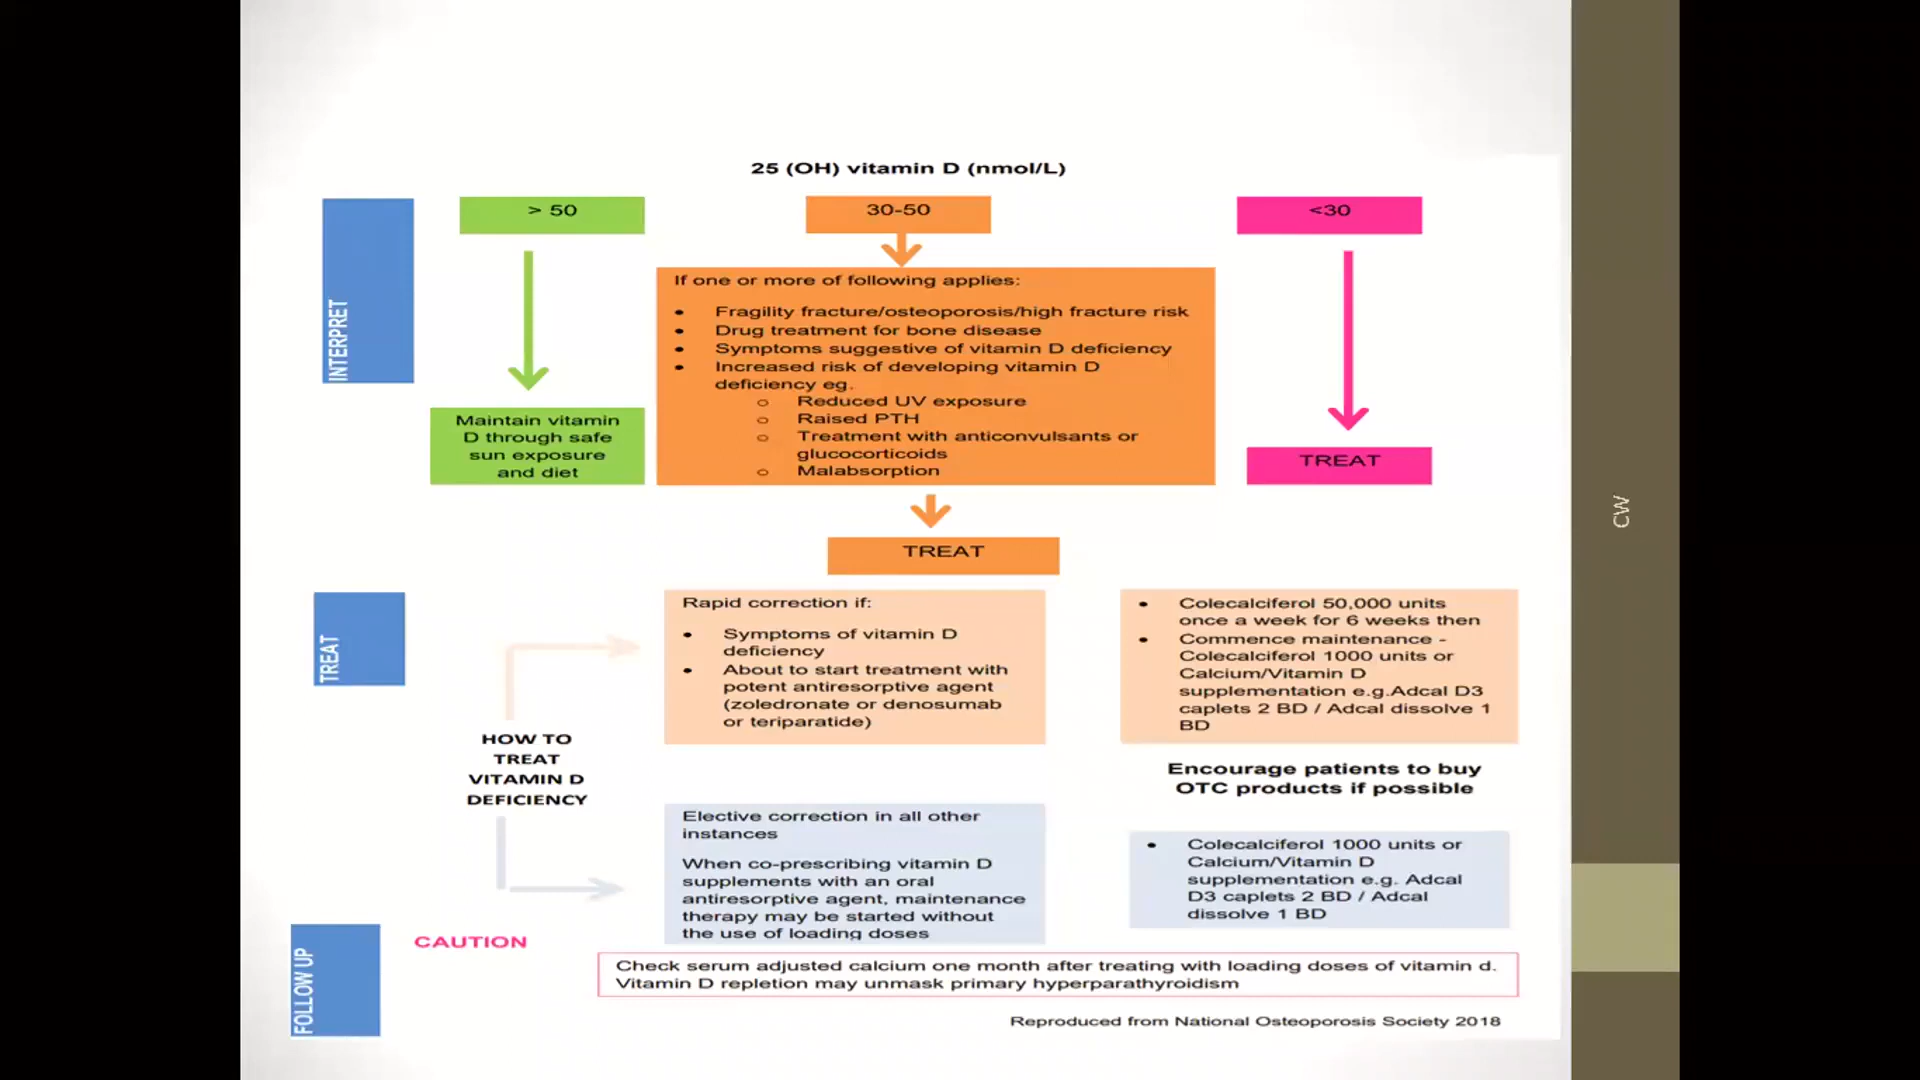 25 (OH) vitamin D (nmol/L)
INTERPRET
> 50
30-50
<30
If one or more of following applies:
• Fragility fracture/osteoporosis/high fracture risk
• Drug treatment for bone disease
• Symptoms suggestive of vitamin D deficiency
• Increased risk of developing vitamin D
deficiency eg.
o Reduced UV exposure
o Raised PTH
o Treatment with anticonvulsants or
glucocorticoids
o Malabsorption
Maintain vitamin
D through safe
sun exposure
and diet
TREAT
TREAT
CW
TREAT
Rapid correction if:
• Symptoms of vitamin D
deficiency
• About to start treatment with
potent antiresorptive agent
(zoledronate or denosumab
or teriparatide)
• Colecalciferol 50,000 units
once a week for 6 weeks then
• Commence maintenance -
Colecalciferol 1000 units or
Calcium/Vitamin D
supplementation e.g.Adcal D3
caplets 2 BD / Adcal dissolve 1
BD
HOW TO
TREAT
VITAMIN D
DEFICIENCY
Encourage patients to buy
OTC products if possible
Elective correction in all other
instances
When co-prescribing vitamin D
supplements with an oral
antiresorptive agent, maintenance
therapy may be started without
the use of loading doses
• Colecalciferol 1000 units or
Calcium/Vitamin D
supplementation e.g. Adcal
D3 caplets 2 BD / Adcal
dissolve 1 BD
FOLLOW UP
CAUTION
Check serum adjusted calcium one month after treating with loading doses of vitamin d.
Vitamin D repletion may unmask primary hyperparathyroidism
Reproduced from National Osteoporosis Society 2018